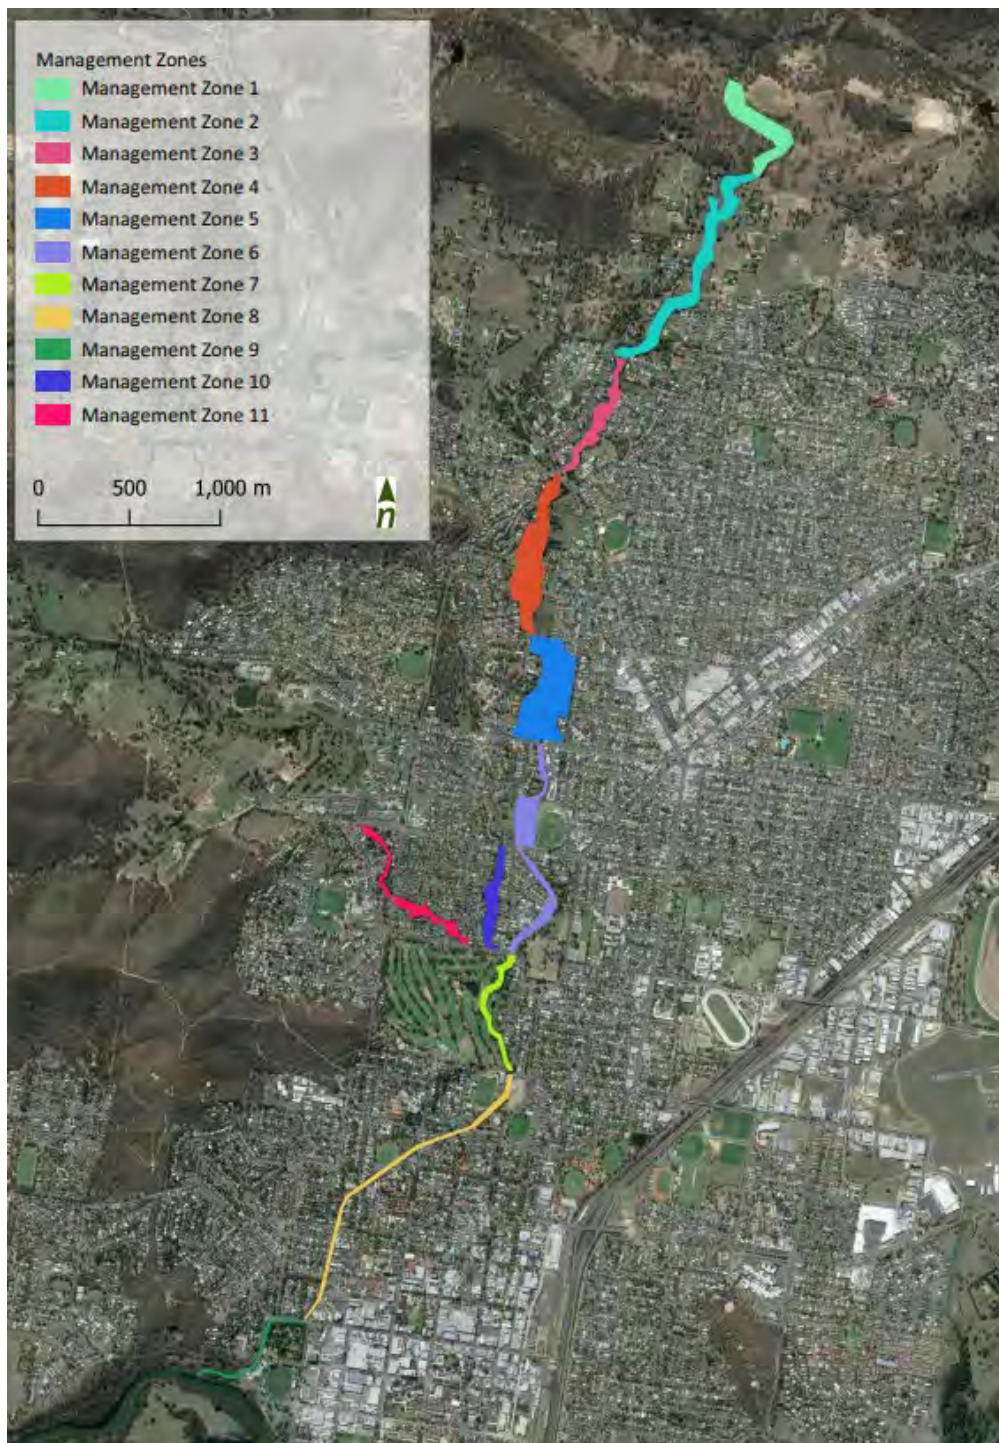 Management Zones
Management Zone 1
Management Zone 2
Management Zone 3
Management Zone 4
Management Zone 5
Management Zone 6
Management Zone 7
Management Zone 8
Management Zone 9
Management Zone 10
Management Zone 11
0 500 1,000 m
n